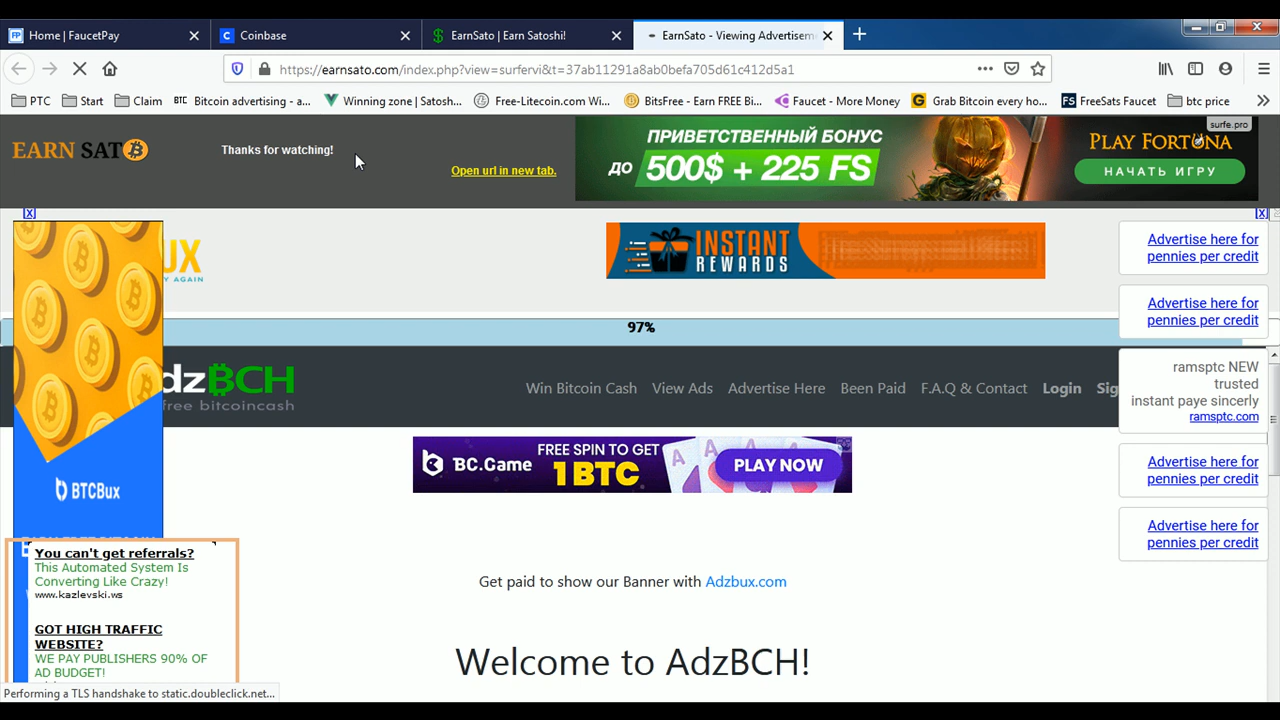 Home | FaucetPay
Coinbase
EarnSato | Earn Satoshi!
EarnSato - Viewing Advertisem
https://earnsato.com/index.php?view=surfervi&t=37ab11291a8ab0befa705d61c412d5a1
PTC
Start
Claim
BTC Bitcoin advertising - a...
Winning zone | Satosh...
Free-Litecoin.com Wi...
BitsFree - Earn FREE Bi...
Faucet - More Money
Grab Bitcoin every ho...
FS FreeSats Faucet
btc price
EARN SAT
Thanks for watching!
Open url in new tab.
ПРИВЕТСТВЕННЫЙ БОНУС
ДО 500$ + 225 FS
surfe.pro
PLAY FORTUNA
НАЧАТЬ ИГРУ
[X]
[X]
UX
Y AGAIN
INSTANT
REWARDS
Advertise here for
pennies per credit
Advertise here for
pennies per credit
97%
dzBCH
free bitcoincash
Win Bitcoin Cash
View Ads
Advertise Here
Been Paid
F.A.Q & Contact
Login
Sig
ramsptc NEW
trusted
instant paye sincerly
ramsptc.com
BC.GAME
FREE SPIN TO GET
1 BTC
PLAY NOW
Advertise here for
pennies per credit
BTCBUX
Advertise here for
pennies per credit
You can't get referrals?
This Automated System Is
Converting Like Crazy!
www.kazlevski.ws
GOT HIGH TRAFFIC
WEBSITE?
WE PAY PUBLISHERS 90% OF
AD BUDGET!
Get paid to show our Banner with Adzbux.com
Welcome to AdzBCH!
Performing a TLS handshake to static.doubleclick.net...